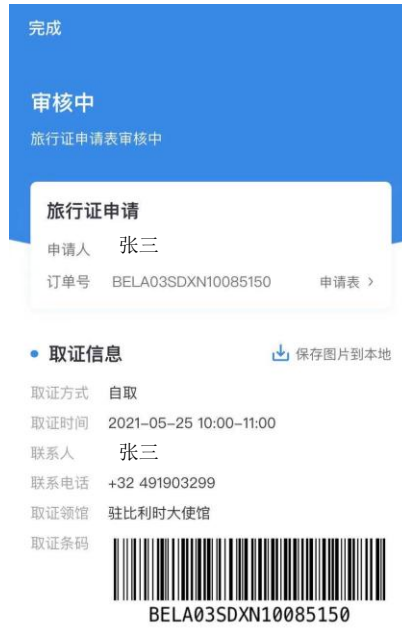 完成
审核中
旅行证申请表审核中
旅行证申请
申请人 张三
订单号 BELA03SDXN10085150 申请表 >
• 取证信息 保存图片到本地
取证方式 自取
取证时间 2021-05-25 10:00-11:00
联系人 张三
联系电话 +32 491903299
取证领馆 驻比利时大使馆
取证条码
BELA03SDXN10085150